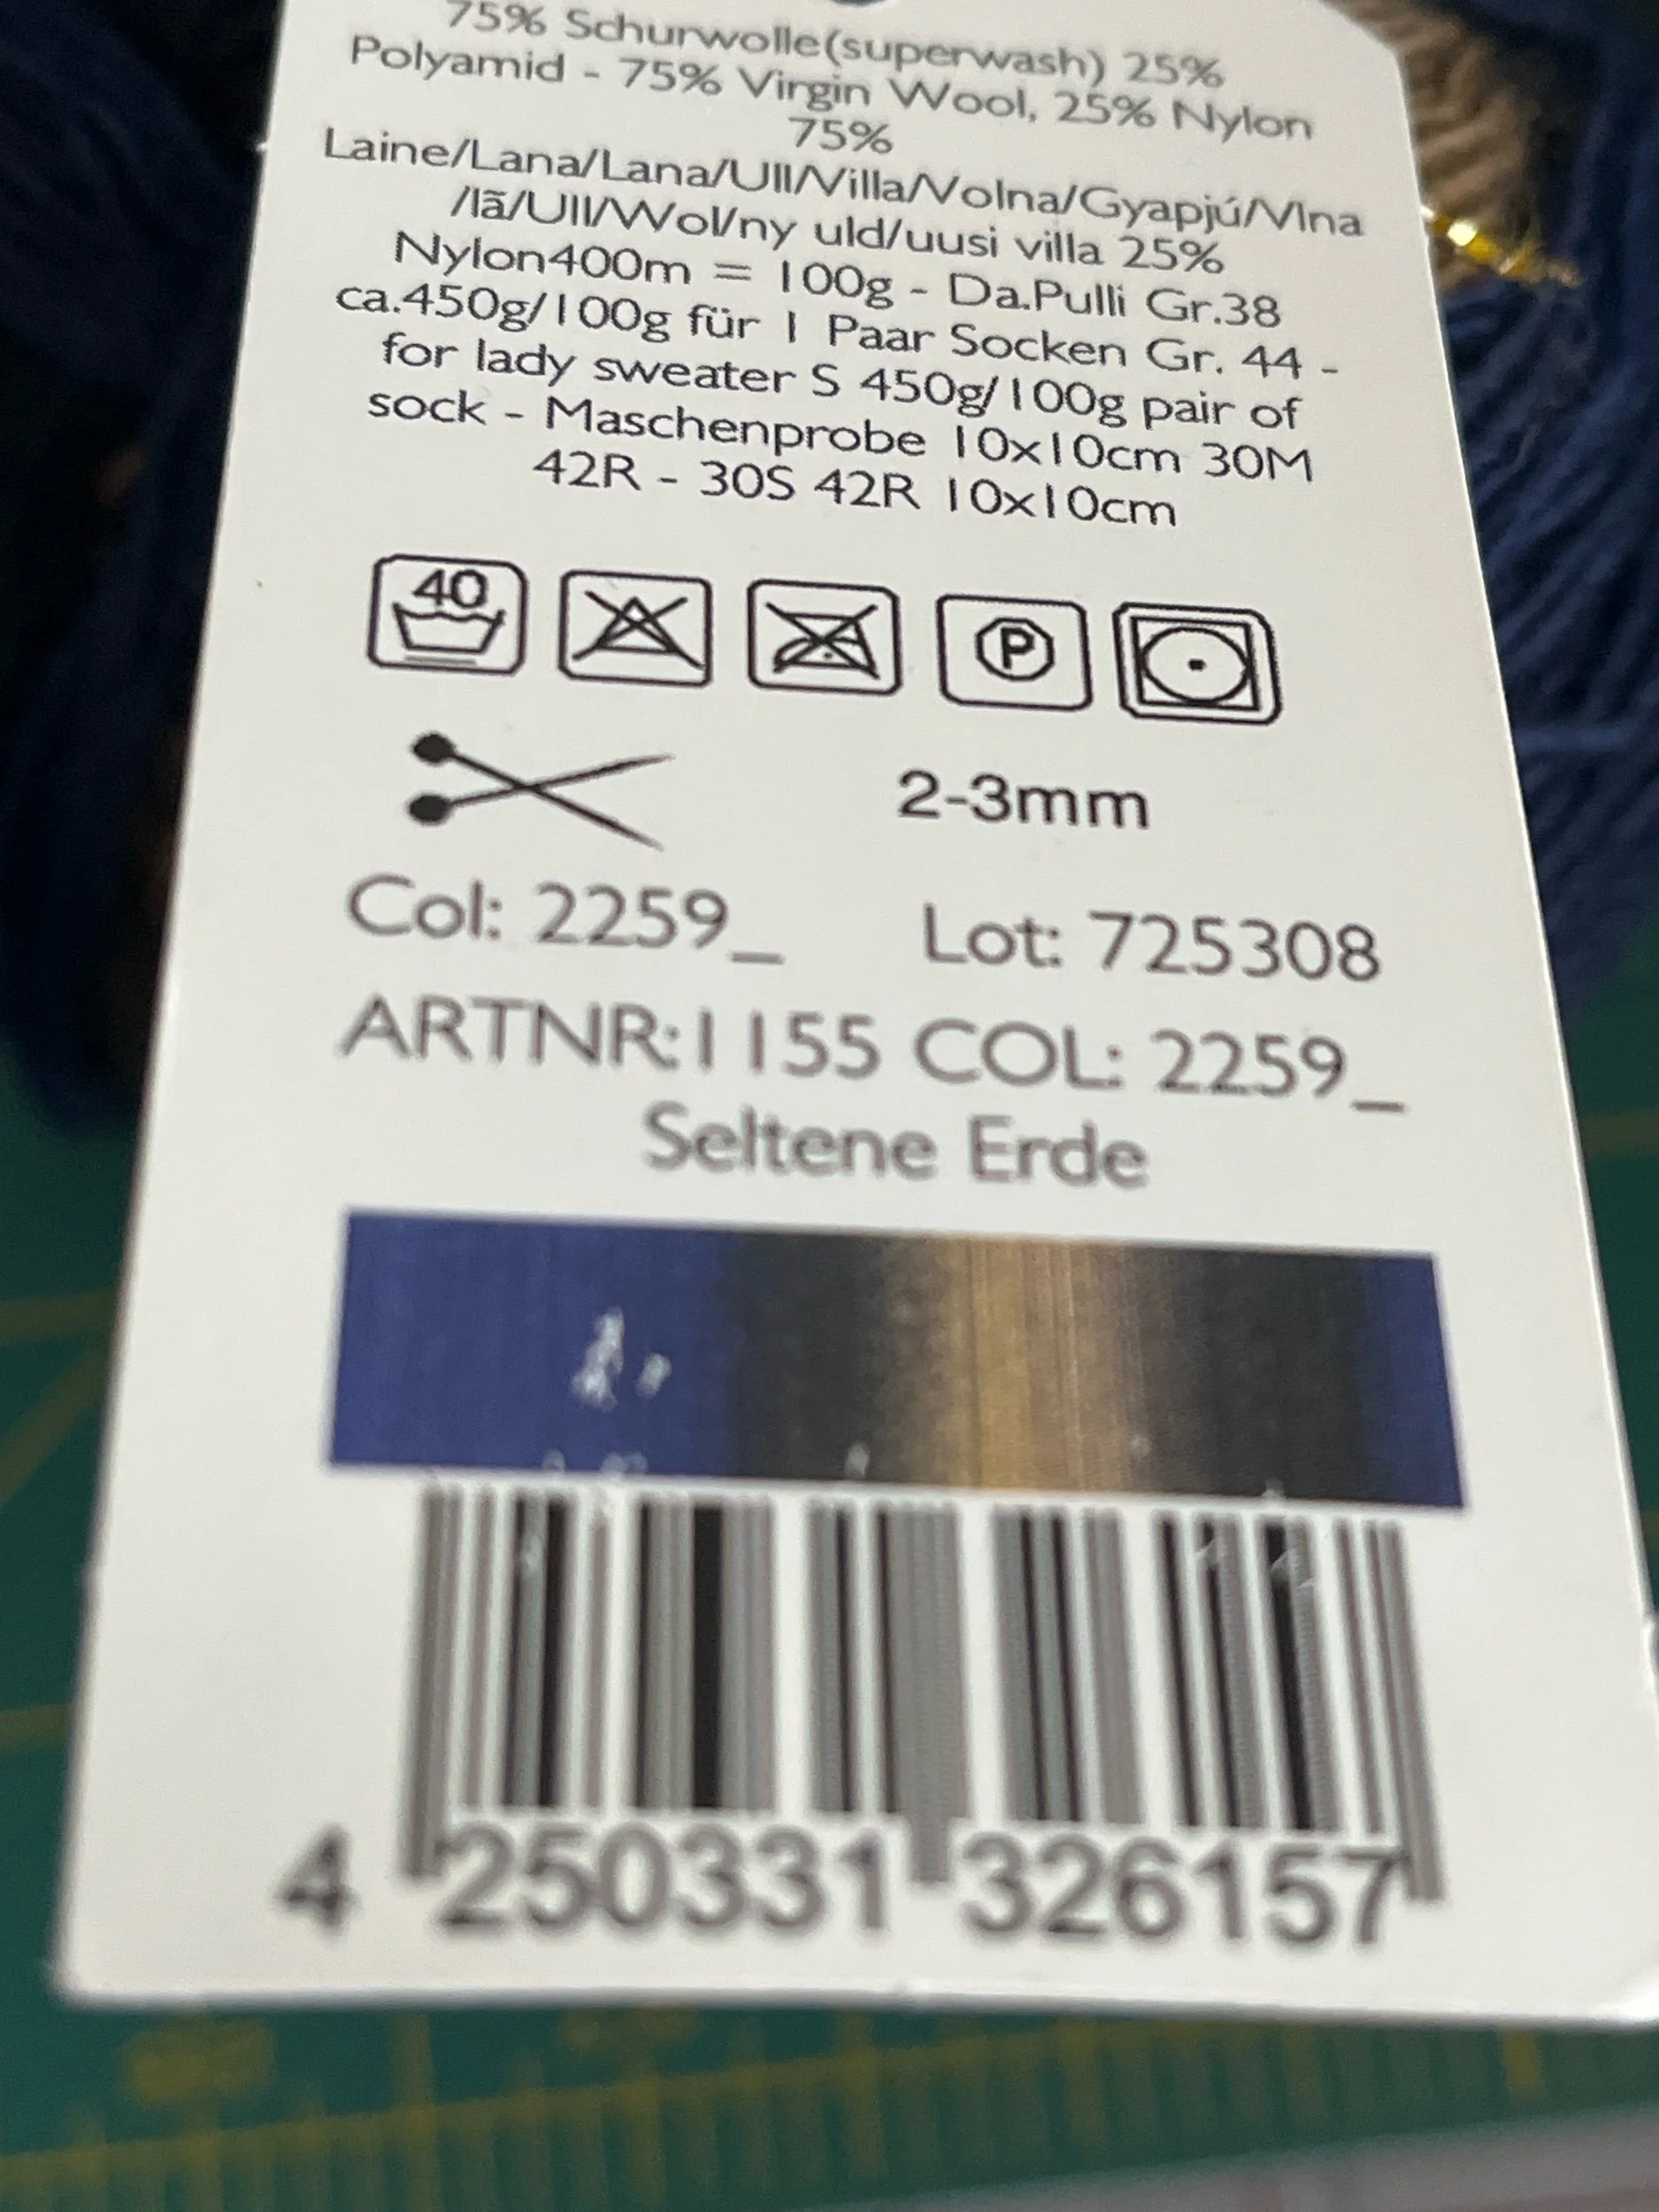 75% Schurwolle(superwash) 25%
Polyamid - 75% Virgin Wool, 25% Nylon
75%
Laine/Lana/Lana/Ull/Villa/Volna/Gyapjú/Vlna
/lã/Ull/Wol/ny uld/uusi villa 25%
Nylon400m = 100g - Da.Pulli Gr.38
ca.450g/100g für 1 Paar Socken Gr. 44 -
for lady sweater S 450g/100g pair of
sock - Maschenprobe 10x10cm 30M
42R - 30S 42R 10x10cm
40 P
2-3mm
Col: 2259_ Lot: 725308
ARTNR:1155 COL: 2259_
Seltene Erde
4 250331 326157